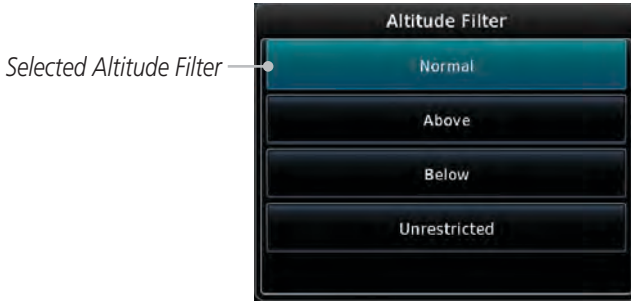 Altitude Filter
Selected Altitude Filter
Normal
Above
Below
Unrestricted